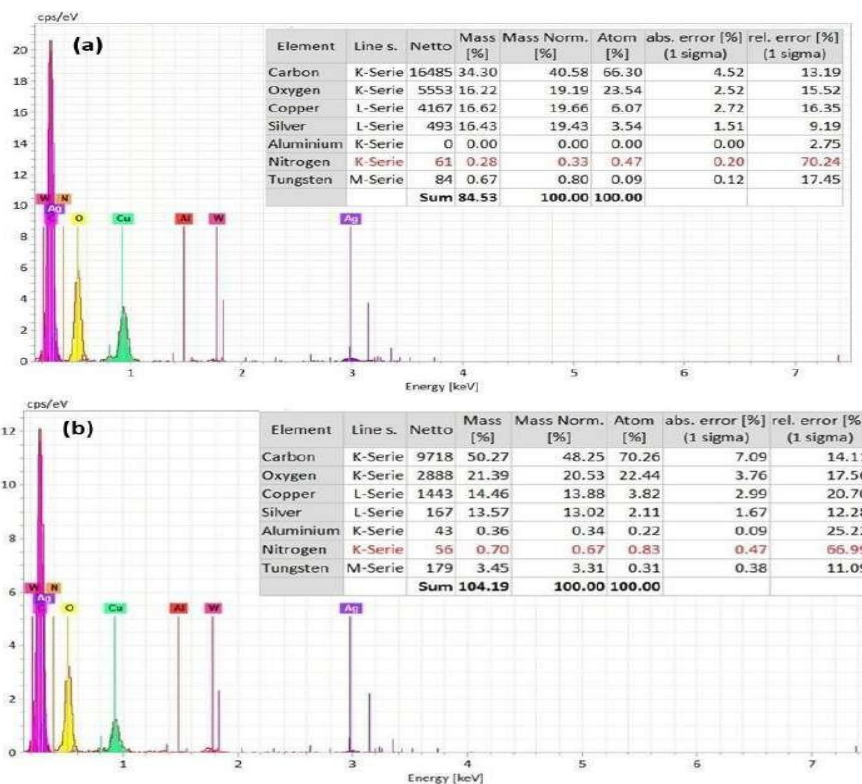 cps/eV
(a)
Element Line s. Netto Mass [%] Mass Norm. [%] Atom [%] abs. error [%] (1 sigma) rel. error [%] (1 sigma)
Carbon K-Serie 16485 34.30 40.58 66.30 4.52 13.19
Oxygen K-Serie 5553 16.22 19.19 23.54 2.52 15.52
Copper L-Serie 4167 16.62 19.66 6.07 2.72 16.35
Silver L-Serie 493 16.43 19.43 3.54 1.51 9.19
Aluminium K-Serie 0 0.00 0.00 0.00 0.00 2.75
Nitrogen K-Serie 61 0.28 0.33 0.47 0.20 70.24
Tungsten M-Serie 84 0.67 0.80 0.09 0.12 17.45
Sum 84.53 100.00 100.00
20
18
16
14
12
10
8
6
4
2
0
W N
Ag
C O Cu Al W Ag
1 2 3 4 5 6 7
Energy [keV]
cps/eV
(b)
Element Line s. Netto Mass [%] Mass Norm. [%] Atom [%] abs. error [%] (1 sigma) rel. error [% (1 sigma)
Carbon K-Serie 9718 50.27 48.25 70.26 7.09 14.11
Oxygen K-Serie 2888 21.39 20.53 22.44 3.76 17.56
Copper L-Serie 1443 14.46 13.88 3.82 2.99 20.70
Silver L-Serie 167 13.57 13.02 2.11 1.67 12.28
Aluminium K-Serie 43 0.36 0.34 0.22 0.09
Nitrogen K-Serie 56 0.70 0.67 0.83 0.47 66.99
Tungsten M-Serie 179 3.45 3.31 0.31 0.38 11.09
Sum 104.19 100.00 100.00
12
10
8
6
4
2
0
W N
Ag
C O Cu Al W Ag
1 2 3 4 5 6 7
Energy [keV]